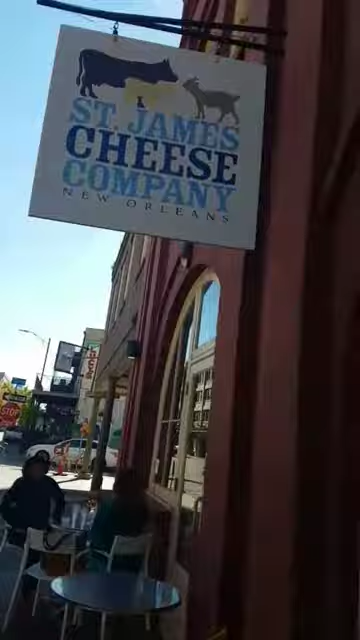 ST. JAMES
CHEESE
COMPANY
NEW ORLEANS
STOP